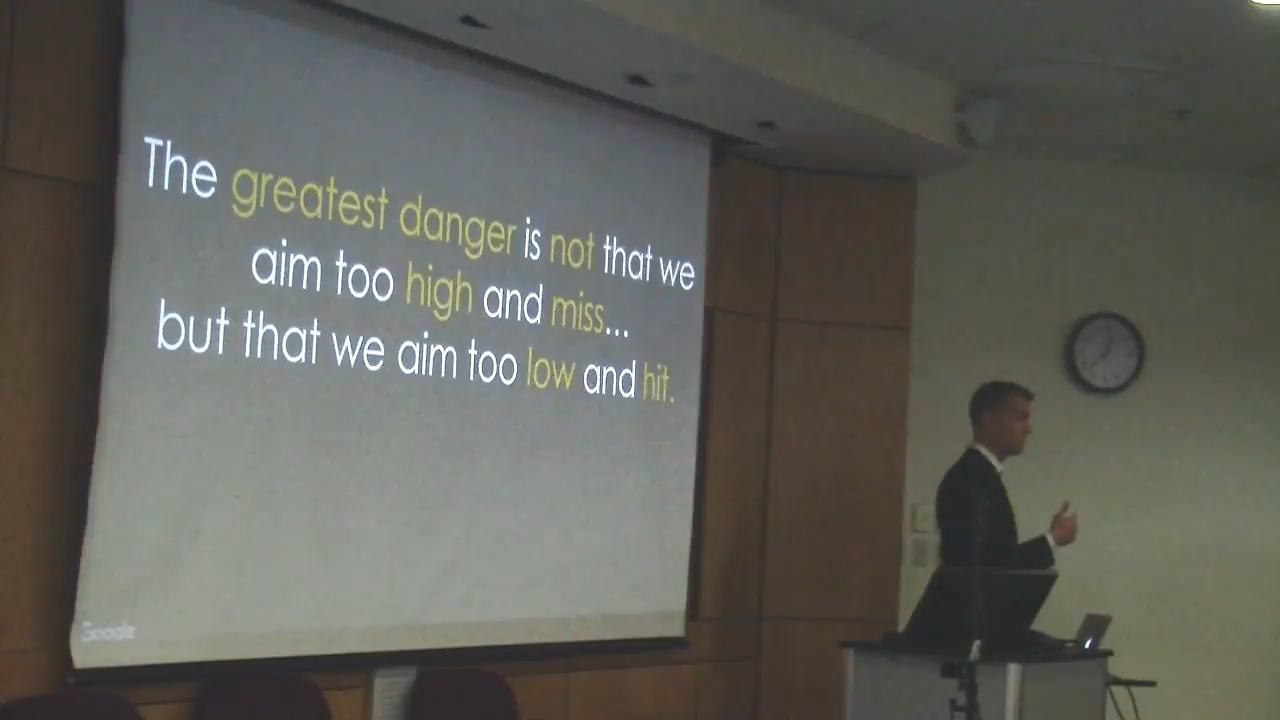 The greatest danger is not that we
aim too high and miss...
but that we aim too low and hit.
Google